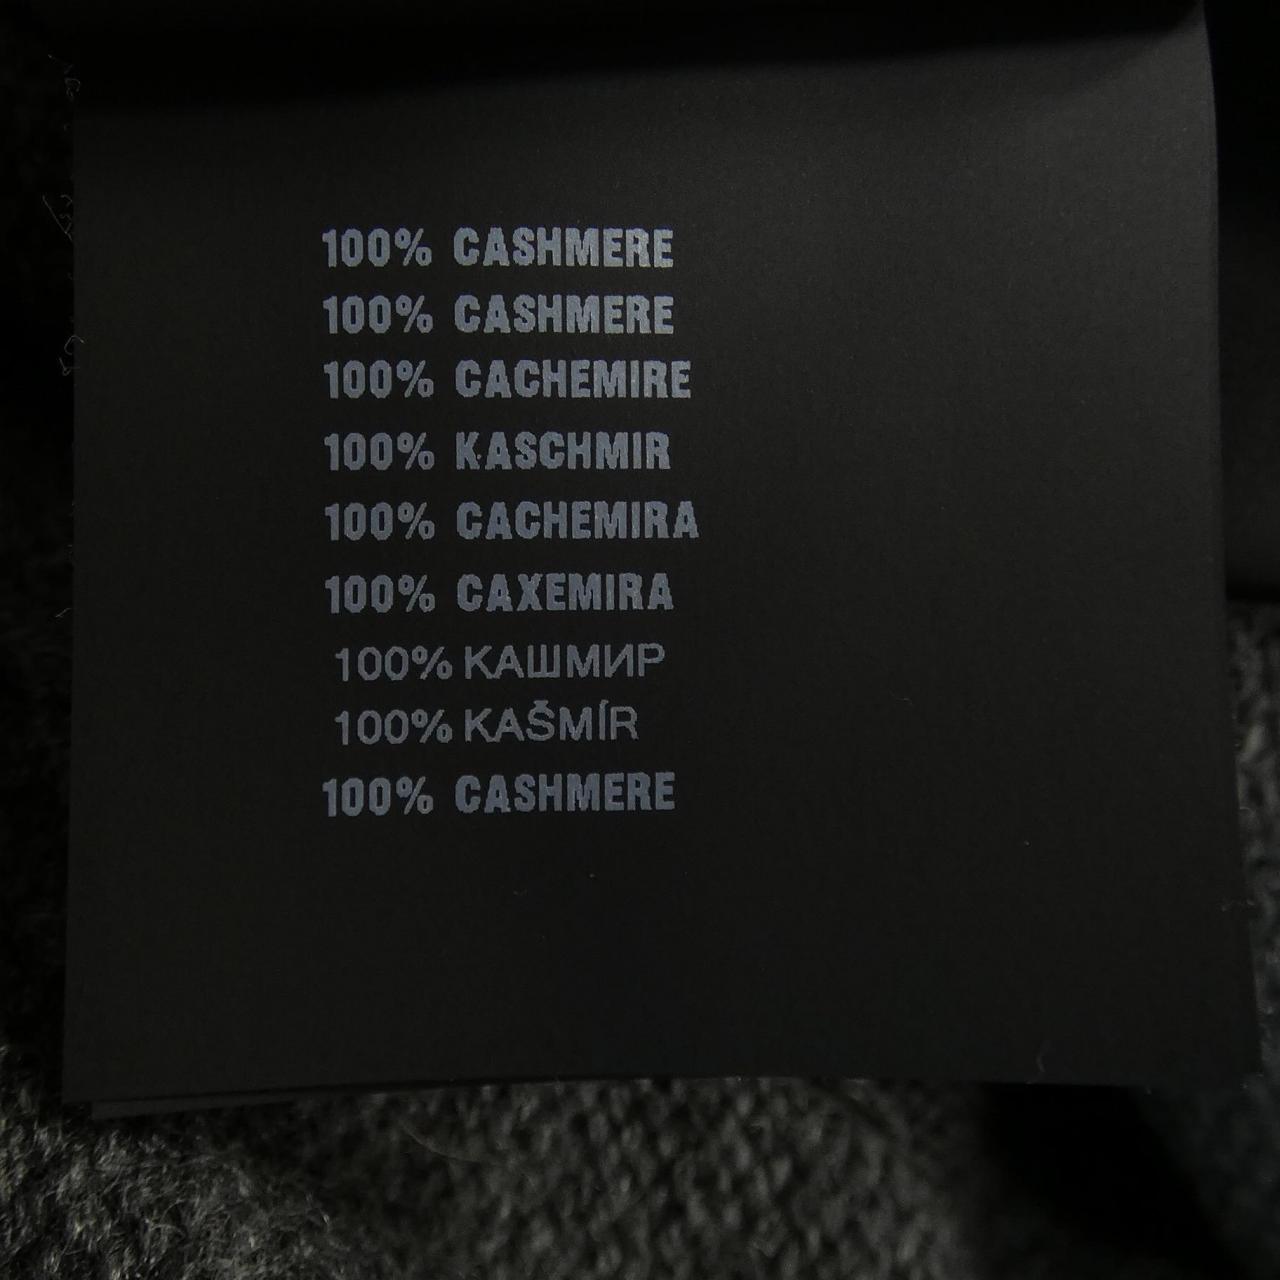 100% CASHMERE
100% CASHMERE
100% CACHEMIRE
100% KASCHMIR
100% CACHEMIRA
100% CAXEMIRA
100% КАШМИР
100% KAŠMÍR
100% CASHMERE